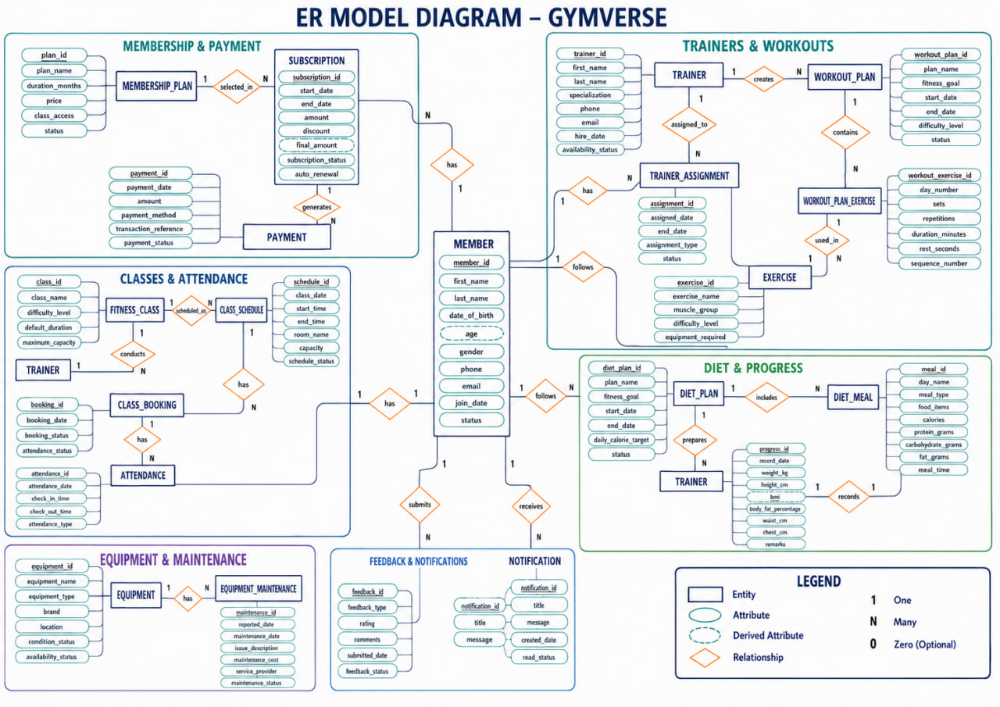 ER MODEL DIAGRAM – GYMVERSE
MEMBERSHIP & PAYMENT
plan_id
plan_name
duration_months
price
class_access
status
MEMBERSHIP_PLAN
1
selected_in
N
SUBSCRIPTION
subscription_id
start_date
end_date
amount
discount
final_amount
subscription_status
auto_renewal
1
generates
N
payment_id
payment_date
amount
payment_method
transaction_reference
payment_status
PAYMENT
N
has
1
TRAINERS & WORKOUTS
trainer_id
first_name
last_name
specialization
phone
email
hire_date
availability_status
TRAINER
1
creates
N
WORKOUT_PLAN
workout_plan_id
plan_name
fitness_goal
start_date
end_date
difficulty_level
status
1
assigned_to
N
1
contains
N
TRAINER_ASSIGNMENT
assignment_id
assigned_date
end_date
assignment_type
status
1
has
N
WORKOUT_PLAN_EXERCISE
workout_exercise_id
day_number
sets
repetitions
duration_minutes
rest_seconds
sequence_number
1
used_in
1
N
EXERCISE
exercise_id
exercise_name
muscle_group
difficulty_level
equipment_required
1
follows
MEMBER
member_id
first_name
last_name
date_of_birth
age
gender
phone
email
join_date
status
CLASSES & ATTENDANCE
class_id
class_name
difficulty_level
default_duration
maximum_capacity
FITNESS_CLASS
1
scheduled_as
N
CLASS_SCHEDULE
schedule_id
class_date
start_time
end_time
room_name
capacity
schedule_status
1
conducts
N
TRAINER
1
1
has
N
CLASS_BOOKING
booking_id
booking_date
booking_status
attendance_status
1
has
N
ATTENDANCE
attendance_id
attendance_date
check_in_time
check_out_time
attendance_type
1
has
1
1
follows
N
DIET & PROGRESS
diet_plan_id
plan_name
fitness_goal
start_date
end_date
daily_calorie_target
status
DIET_PLAN
1
includes
N
DIET_MEAL
meal_id
day_name
meal_type
food_items
calories
protein_grams
carbohydrate_grams
fat_grams
meal_time
1
prepares
N
TRAINER
progress_id
record_date
weight_kg
height_cm
bmi
body_fat_percentage
waist_cm
chest_cm
remarks
1
records
1
1
submits
N
1
receives
N
EQUIPMENT & MAINTENANCE
equipment_id
equipment_name
equipment_type
brand
location
condition_status
availability_status
EQUIPMENT
1
has
N
EQUIPMENT_MAINTENANCE
maintenance_id
reported_date
maintenance_date
issue_description
maintenance_cost
service_provider
maintenance_status
FEEDBACK & NOTIFICATIONS
feedback_id
feedback_type
rating
comments
submitted_date
feedback_status
NOTIFICATION
notification_id
title
message
notification_id
title
message
created_date
read_status
LEGEND
Entity
Attribute
Derived Attribute
Relationship
1 One
N Many
0 Zero (Optional)